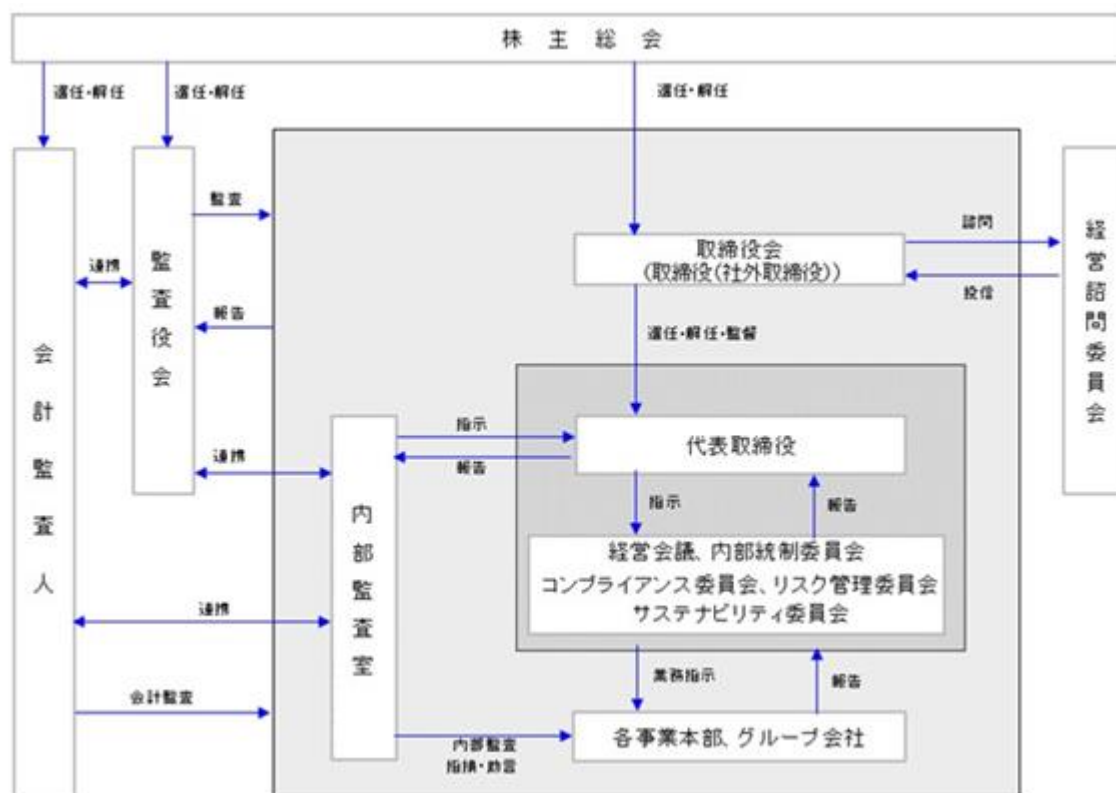 株主総会
選任・解任
選任・解任
選任・解任
監査
諮問
取締役会
(取締役(社外取締役))
経営諮問委員会
連携
監査役会
報告
選任・解任・監督
会計監査人
指示
代表取締役
報告
連携
指示
報告
内部監査室
経営会議、内部統制委員会
コンプライアンス委員会、リスク管理委員会
サステナビリティ委員会
連携
業務指示
報告
会計監査
各事業本部、グループ会社
内部監査
指摘・助言